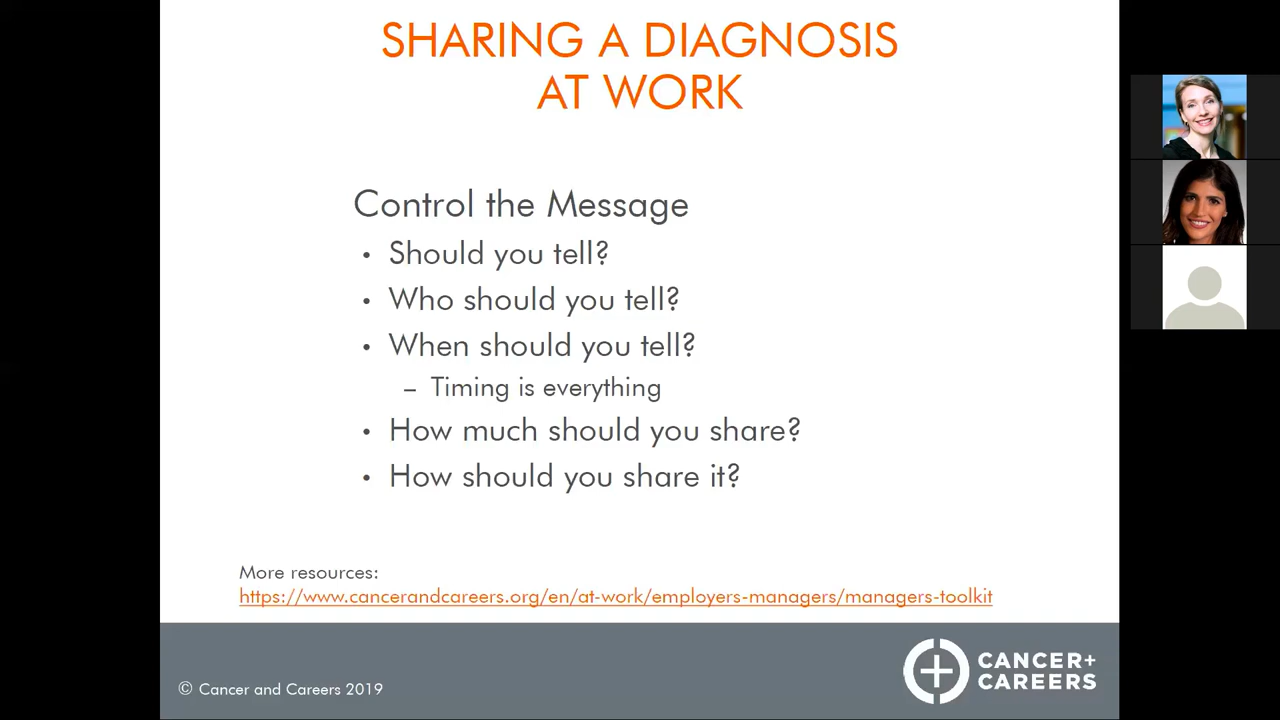 SHARING A DIAGNOSIS
AT WORK
Control the Message
• Should you tell?
• Who should you tell?
• When should you tell?
– Timing is everything
• How much should you share?
• How should you share it?
More resources:
https://www.cancerandcareers.org/en/at-work/employers-managers/managers-toolkit
© Cancer and Careers 2019
CANCER+
CAREERS